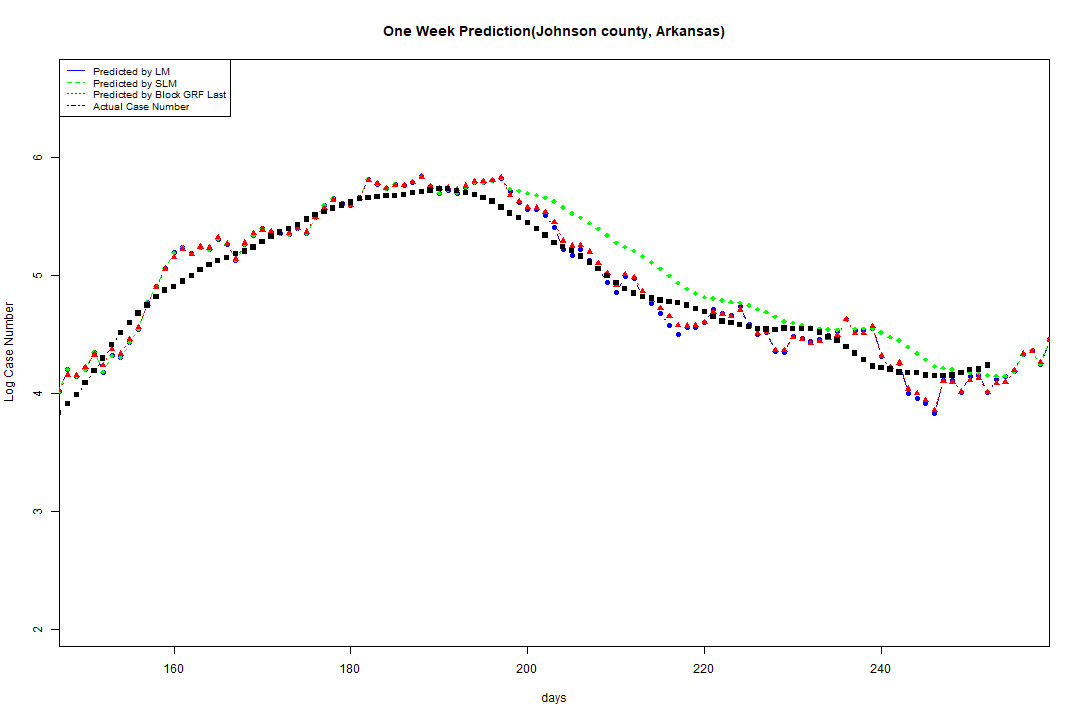 One Week Prediction(Johnson county, Arkansas)
Predicted by LM
Predicted by SLM
Predicted by Block GRF Last
Actual Case Number
6
5
4
3
2
Log Case Number
160 180 200 220 240
days